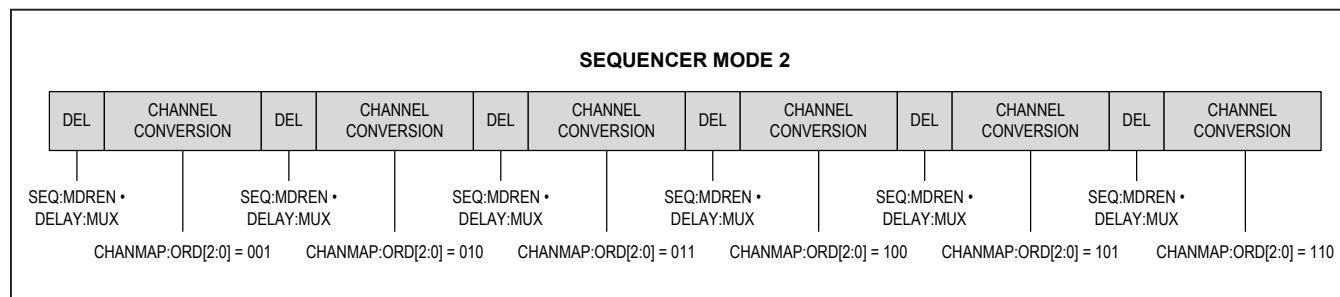 SEQUENCER MODE 2
DEL
CHANNEL
CONVERSION
DEL
CHANNEL
CONVERSION
DEL
CHANNEL
CONVERSION
DEL
CHANNEL
CONVERSION
DEL
CHANNEL
CONVERSION
DEL
CHANNEL
CONVERSION
SEQ:MDREN •
DELAY:MUX
SEQ:MDREN •
DELAY:MUX
SEQ:MDREN •
DELAY:MUX
SEQ:MDREN •
DELAY:MUX
SEQ:MDREN •
DELAY:MUX
SEQ:MDREN •
DELAY:MUX
CHANMAP:ORD[2:0] = 001
CHANMAP:ORD[2:0] = 010
CHANMAP:ORD[2:0] = 011
CHANMAP:ORD[2:0] = 100
CHANMAP:ORD[2:0] = 101
CHANMAP:ORD[2:0] = 110